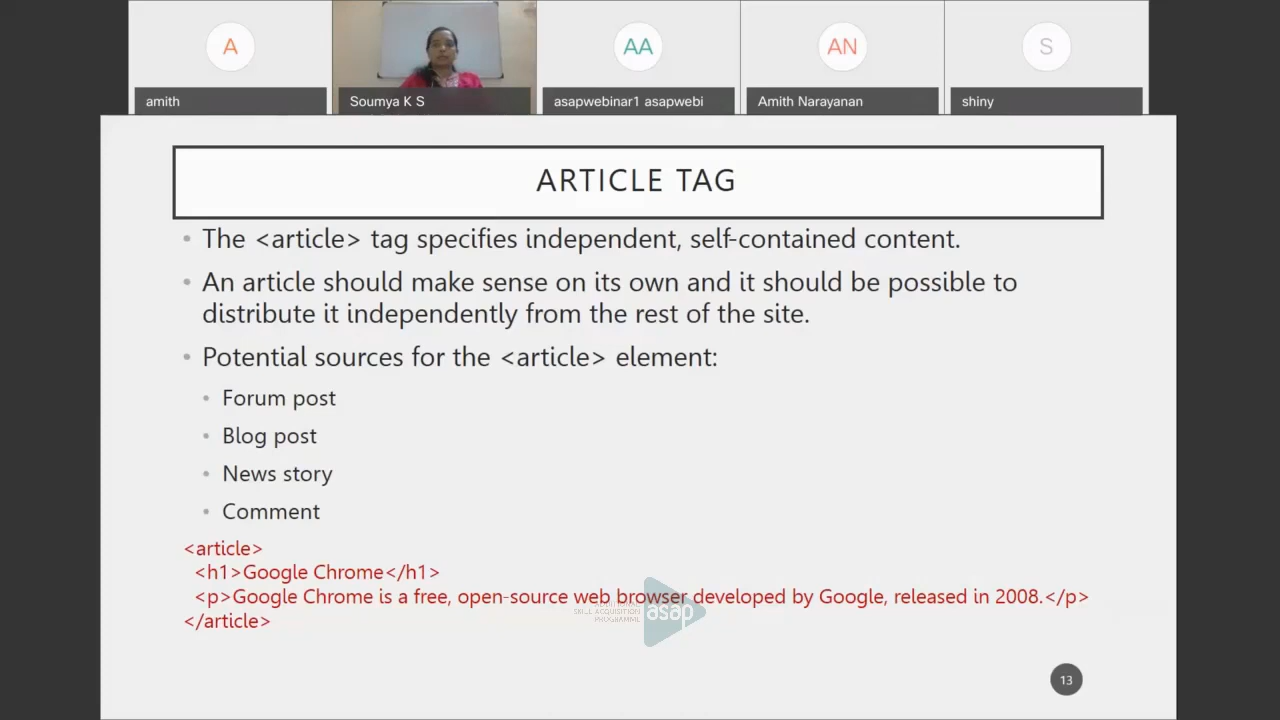 A
AA
AN
S
amith
Soumya K S
asapwebinar1 asapwebi
Amith Narayanan
shiny
ARTICLE TAG
• The <article> tag specifies independent, self-contained content.
• An article should make sense on its own and it should be possible to
distribute it independently from the rest of the site.
• Potential sources for the <article> element:
• Forum post
• Blog post
• News story
• Comment
<article>
<h1>Google Chrome</h1>
<p>Google Chrome is a free, open-source web browser developed by Google, released in 2008.</p>
</article>
ADDITIONAL
SKILL ACQUISITION
PROGRAMME
asap
13